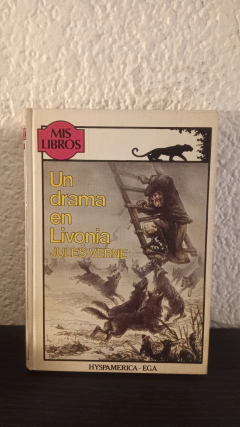 MIS
LIBROS
Un
drama
en
Livonia
JULES VERNE
HYSPAMERICA - EGA